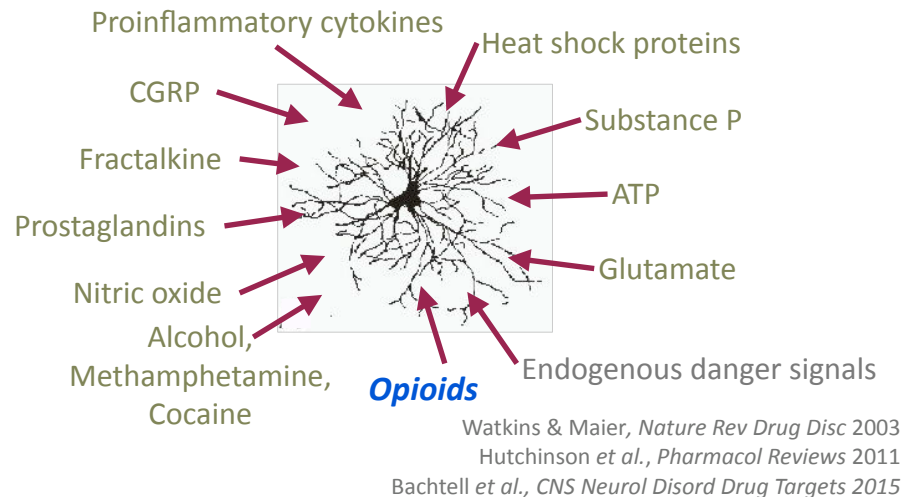 Proinflammatory cytokines
Heat shock proteins
CGRP
Substance P
Fractalkine
ATP
Prostaglandins
Glutamate
Nitric oxide
Alcohol,
Methamphetamine,
Cocaine
Opioids
Endogenous danger signals
Watkins & Maier, Nature Rev Drug Disc 2003
Hutchinson et al., Pharmacol Reviews 2011
Bachtell et al., CNS Neurol Disord Drug Targets 2015